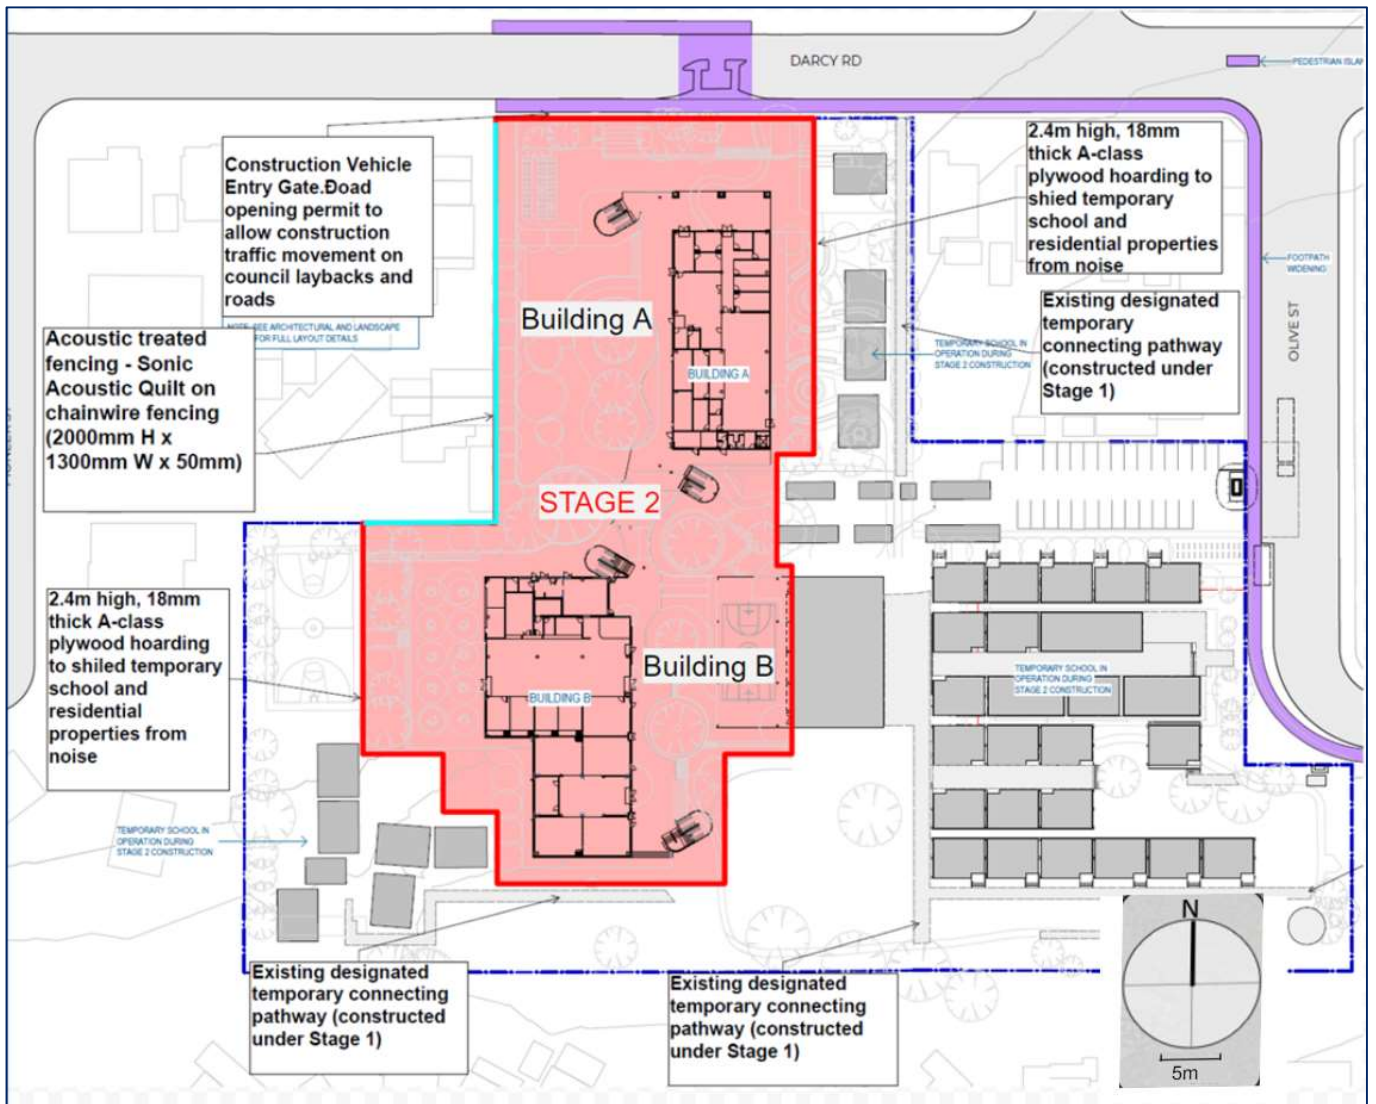 DARCY RD
PEDESTRIAN
Construction Vehicle
Entry Gate.Đoad
opening permit to
allow construction
traffic movement on
council laybacks and
roads
NOTE: SEE ARCHITECTURAL AND LANDSCAPE
FOR FULL LAYOUT DETAILS
2.4m high, 18mm
thick A-class
plywood hoarding to
shied temporary
school and
residential properties
from noise
FOOTPATH
WIDENING
Existing designated
temporary
connecting pathway
(constructed under
Stage 1)
OLIVE ST
Building A
BUILDING A
TEMPORARY SCHOOL IN
OPERATION DURING
STAGE 2 CONSTRUCTION
Acoustic treated
fencing - Sonic
Acoustic Quilt on
chainwire fencing
(2000mm H x
1300mm W x 50mm)
STAGE 2
2.4m high, 18mm
thick A-class
plywood hoarding
to shiled temporary
school and
residential
properties from
noise
Building B
BUILDING B
TEMPORARY SCHOOL IN
OPERATION DURING
STAGE 2 CONSTRUCTION
TEMPORARY SCHOOL IN
OPERATION DURING
STAGE 2 CONSTRUCTION
Existing designated
temporary connecting
pathway (constructed
under Stage 1)
Existing designated
temporary connecting
pathway (constructed
under Stage 1)
N
5m